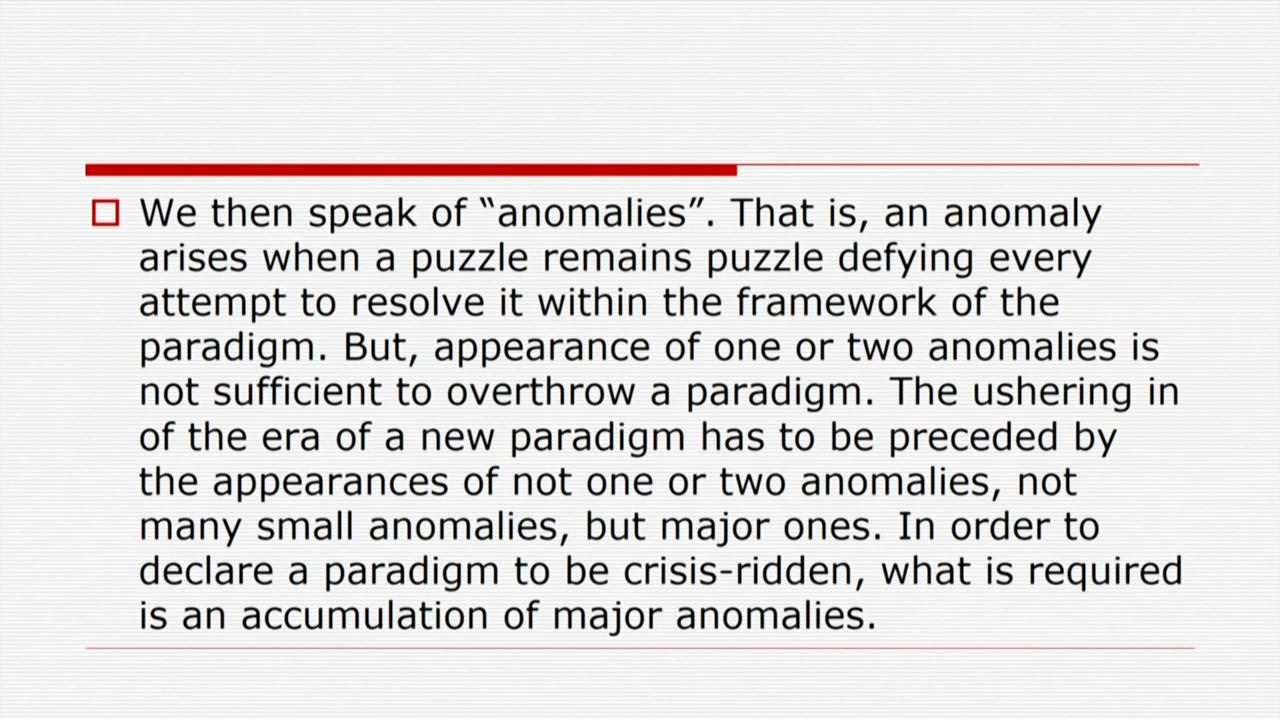 We then speak of “anomalies”. That is, an anomaly
arises when a puzzle remains puzzle defying every
attempt to resolve it within the framework of the
paradigm. But, appearance of one or two anomalies is
not sufficient to overthrow a paradigm. The ushering in
of the era of a new paradigm has to be preceded by
the appearances of not one or two anomalies, not
many small anomalies, but major ones. In order to
declare a paradigm to be crisis-ridden, what is required
is an accumulation of major anomalies.